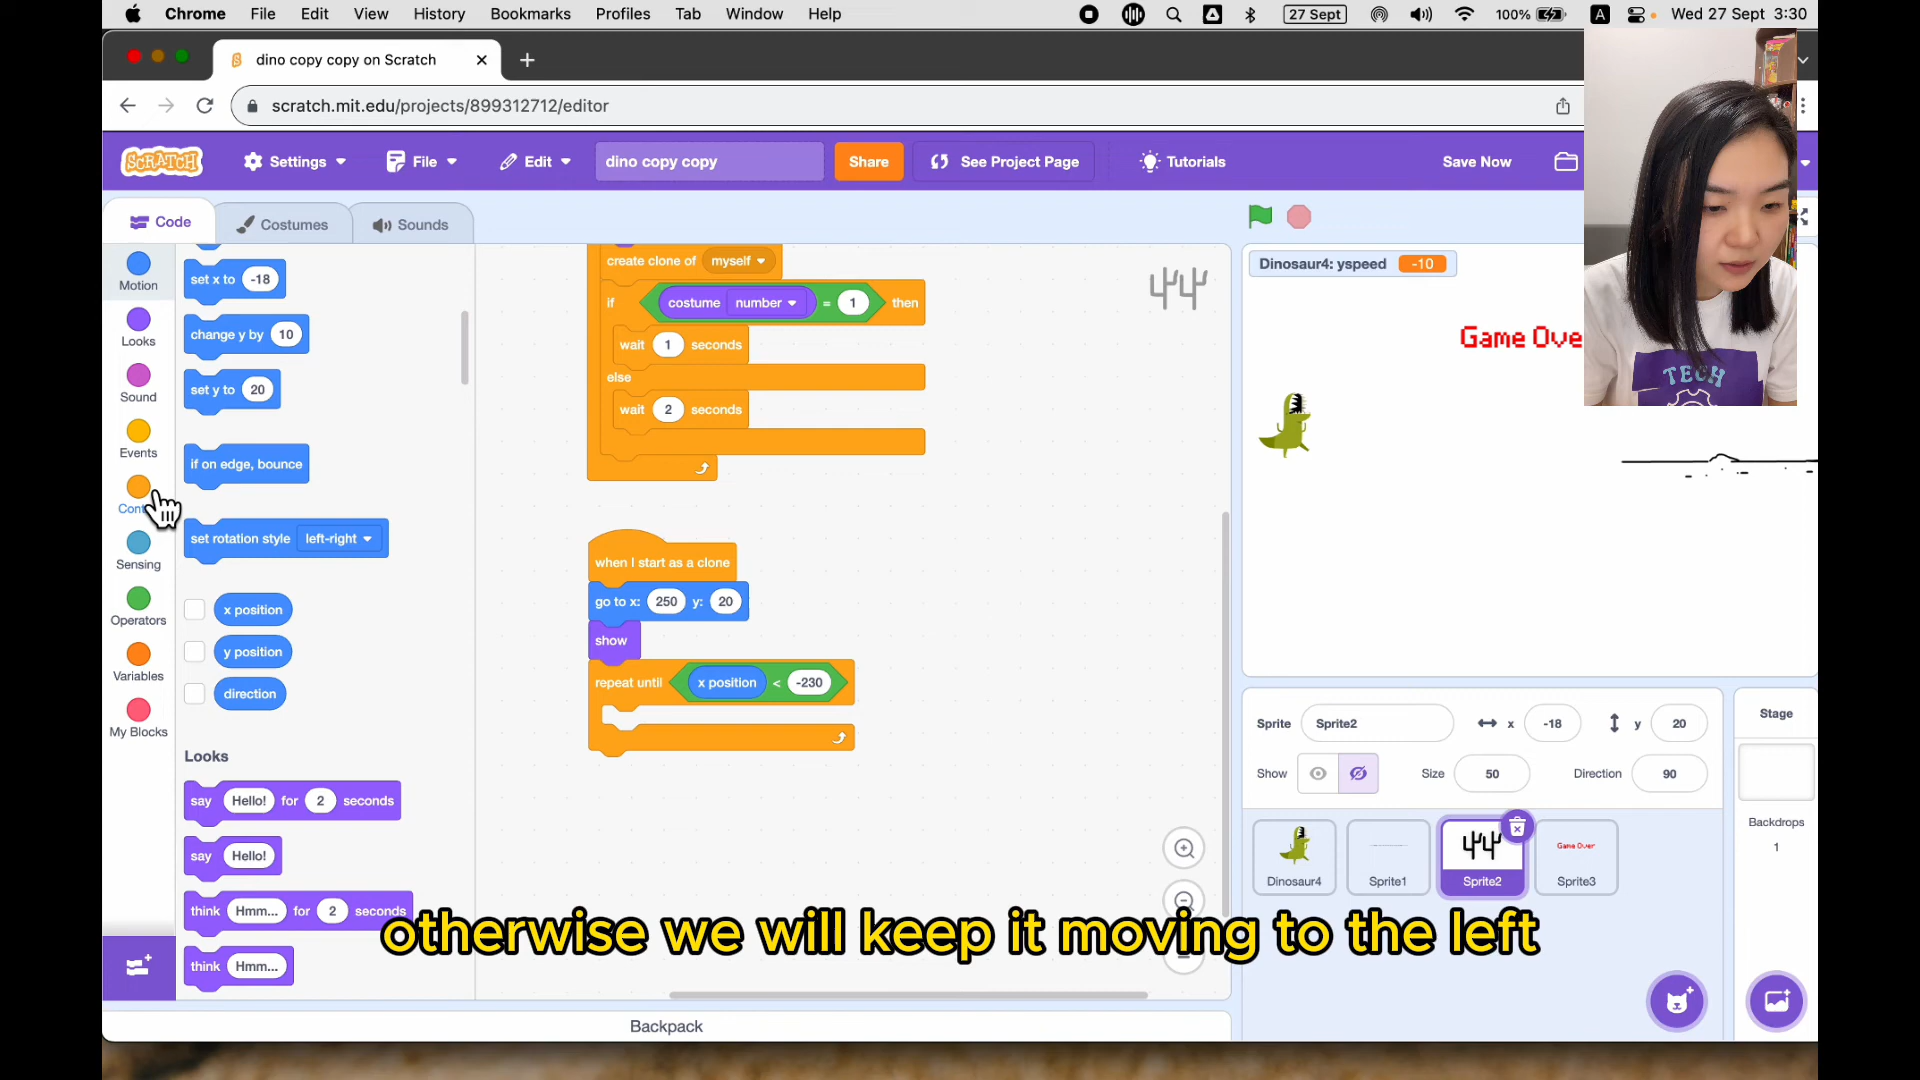 Chrome File Edit View History Bookmarks Profiles Tab Window Help 27 Sept 100% A Wed 27 Sept 3:30
dino copy copy on Scratch
scratch.mit.edu/projects/899312712/editor
SCRATCH Settings File Edit dino copy copy Share See Project Page Tutorials Save Now
Code Costumes Sounds
Motion
Looks
Sound
Events
Sensing
Operators
Variables
My Blocks
set x to -18
change y by 10
set y to 20
if on edge, bounce
set rotation style left-right
x position
y position
direction
Looks
say Hello! for 2 seconds
say Hello!
think Hmm... for 2 seconds
think Hmm...
create clone of myself
if costume number = 1 then
wait 1 seconds
else
wait 2 seconds
when I start as a clone
go to x: 250 y: 20
show
repeat until x position < -230
Dinosaur4: yspeed -10
Game Ove
TECH
Sprite Sprite2 x -18 y 20
Show Size 50 Direction 90
Dinosaur4 Sprite1 Sprite2 Sprite3
Game Over
Stage
Backdrops
1
otherwise we will keep it moving to the left
Backpack